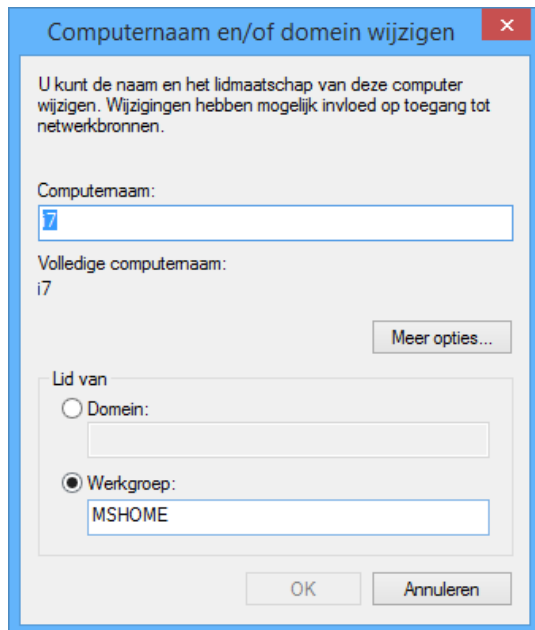 Computernaam en/of domein wijzigen
U kunt de naam en het lidmaatschap van deze computer
wijzigen. Wijzigingen hebben mogelijk invloed op toegang tot
netwerkbronnen.
Computernaam:
i7
Volledige computernaam:
i7
Meer opties...
Lid van
Domein:
Werkgroep:
MSHOME
OK
Annuleren